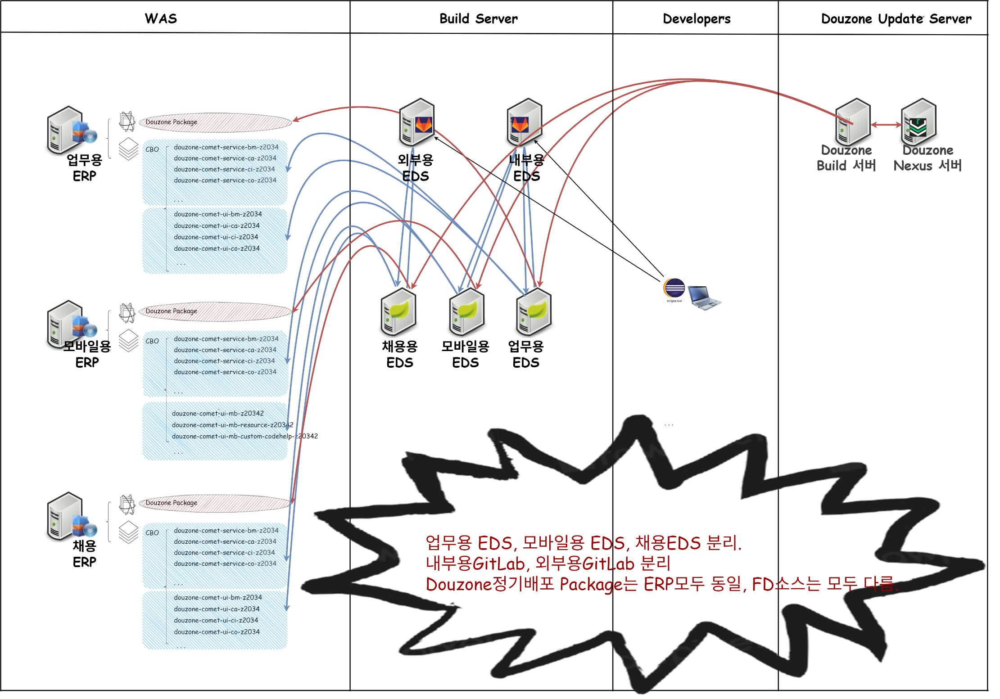 WAS
Build Server
Developers
Douzone Update Server
업무용
ERP
Douzone Package
CBO
douzone-comet-service-bm-z2034
douzone-comet-service-ca-z2034
douzone-comet-service-ci-z2034
douzone-comet-service-co-z2034
...
douzone-comet-ui-bm-z2034
douzone-comet-ui-ca-z2034
douzone-comet-ui-ci-z2034
douzone-comet-ui-co-z2034
...
모바일용
ERP
Douzone Package
CBO
douzone-comet-service-bm-z2034
douzone-comet-service-ca-z2034
douzone-comet-service-ci-z2034
douzone-comet-service-co-z2034
...
douzone-comet-ui-mb-z20342
douzone-comet-ui-mb-resource-z20342
douzone-comet-ui-mb-custom-codehelp-z20342
...
채용
ERP
Douzone Package
CBO
douzone-comet-service-bm-z2034
douzone-comet-service-ca-z2034
douzone-comet-service-ci-z2034
douzone-comet-service-co-z2034
...
douzone-comet-ui-bm-z2034
douzone-comet-ui-ca-z2034
douzone-comet-ui-ci-z2034
douzone-comet-ui-co-z2034
...
외부용
EDS
내부용
EDS
채용용
EDS
모바일용
EDS
업무용
EDS
eclipse.exe
...
Douzone
Build 서버
r
Douzone
Nexus 서버
업무용 EDS, 모바일용 EDS, 채용EDS 분리.
내부용GitLab, 외부용GitLab 분리
Douzone정기배포 Package는 ERP모두 동일, FD소스는 모두 다름.